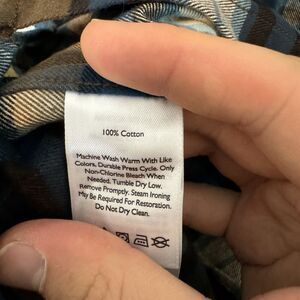 100% Cotton
Machine Wash Warm With Like
Colors, Durable Press Cycle. Only
Non-Chlorine Bleach When
Needed. Tumble Dry Low.
Remove Promptly. Steam Ironing
May Be Required For Restoration.
Do Not Dry Clean.